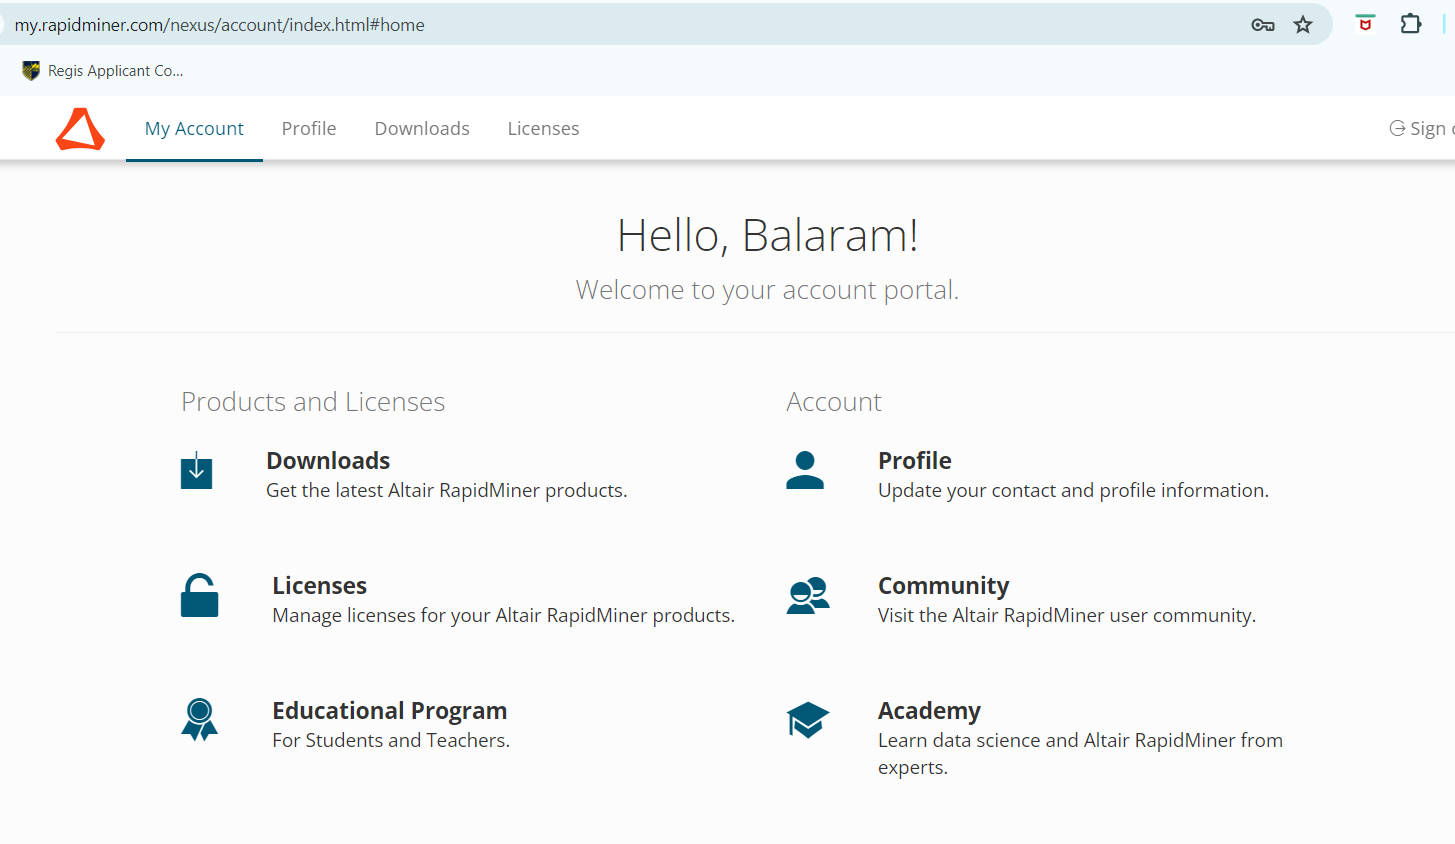 my.rapidminer.com/nexus/account/index.html#home
Regis Applicant Co...
My Account Profile Downloads Licenses Sign
Hello, Balaram!
Welcome to your account portal.
Products and Licenses
Downloads
Get the latest Altair RapidMiner products.
Licenses
Manage licenses for your Altair RapidMiner products.
Educational Program
For Students and Teachers.
Account
Profile
Update your contact and profile information.
Community
Visit the Altair RapidMiner user community.
Academy
Learn data science and Altair RapidMiner from
experts.